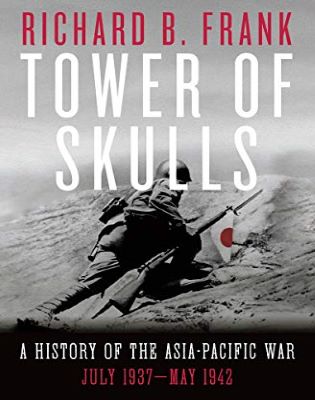 RICHARD B. FRANK
TOWER OF
SKULLS
A HISTORY OF THE ASIA-PACIFIC WAR
JULY 1937—MAY 1942